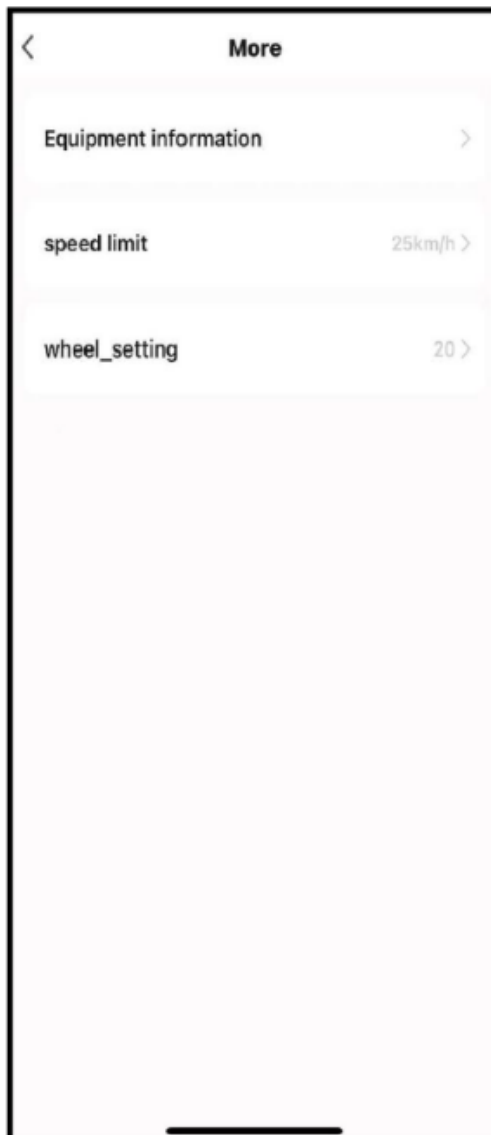 More
Equipment information
speed limit 25km/h
wheel_setting 20